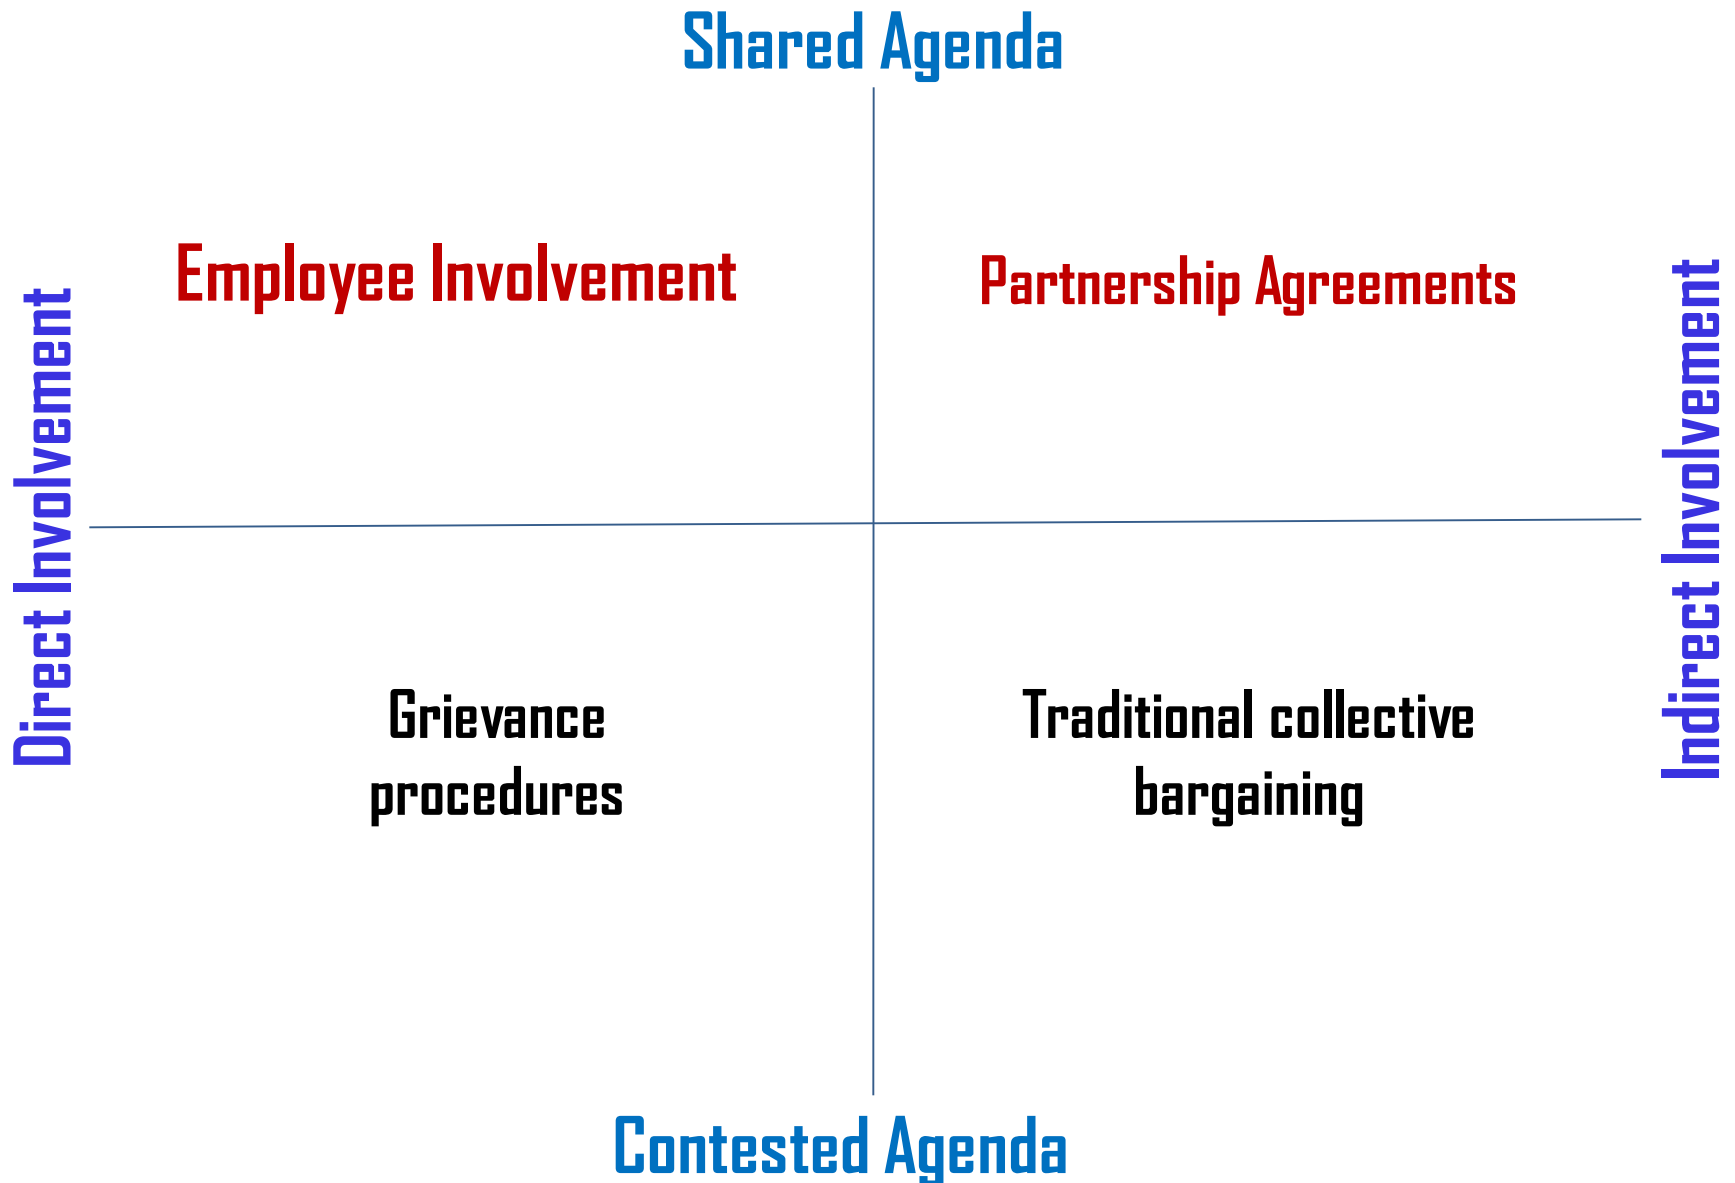 Shared Agenda
Employee Involvement
Partnership Agreements
Direct Involvement
Indirect Involvement
Grievance
procedures
Traditional collective
bargaining
Contested Agenda